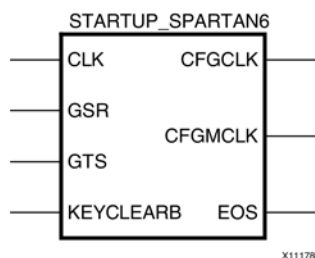 STARTUP_SPARTAN6
CLK CFGCLK
GSR
CFGMCLK
GTS
KEYCLEARB EOS
X11178